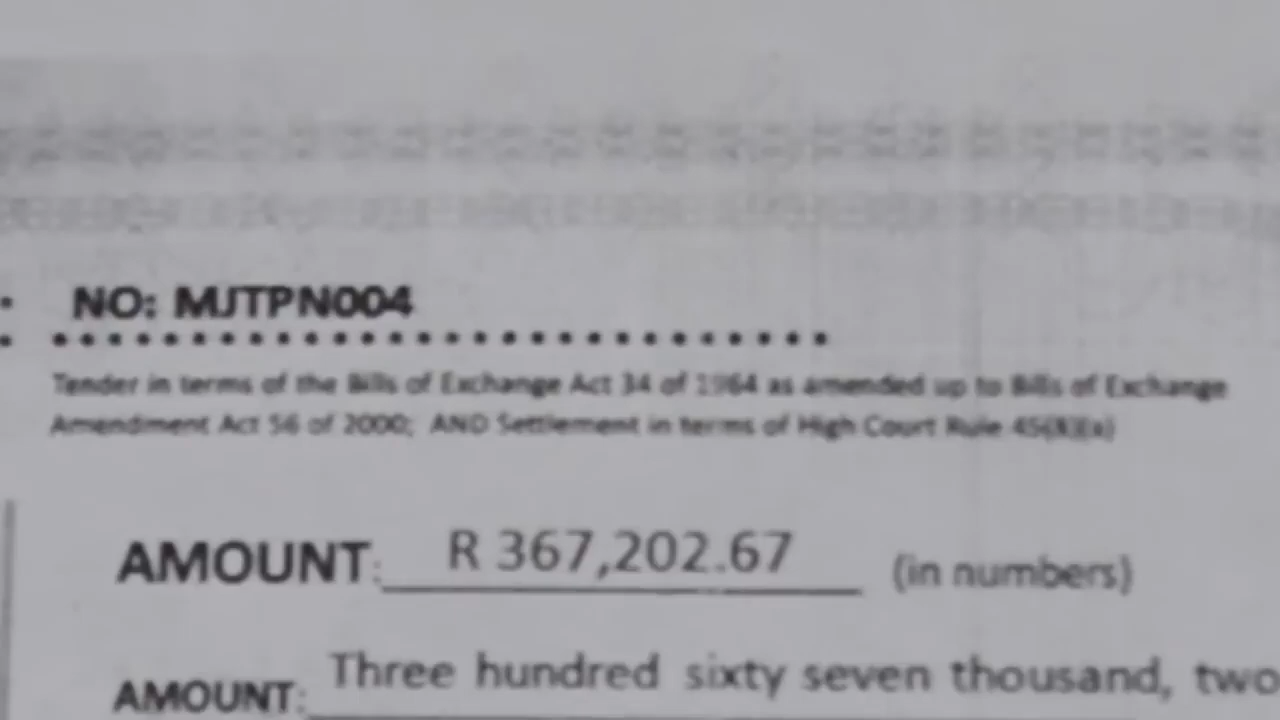 NO: MJTPN004
Tender in terms of the Bills of Exchange Act 34 of 1964 as amended up to Bills of Exchange
Amendment Act 56 of 2000; AND Settlement in terms of High Court Rule 45(8)(a)
AMOUNT: R 367,202.67 (in numbers)
AMOUNT: Three hundred sixty seven thousand, two